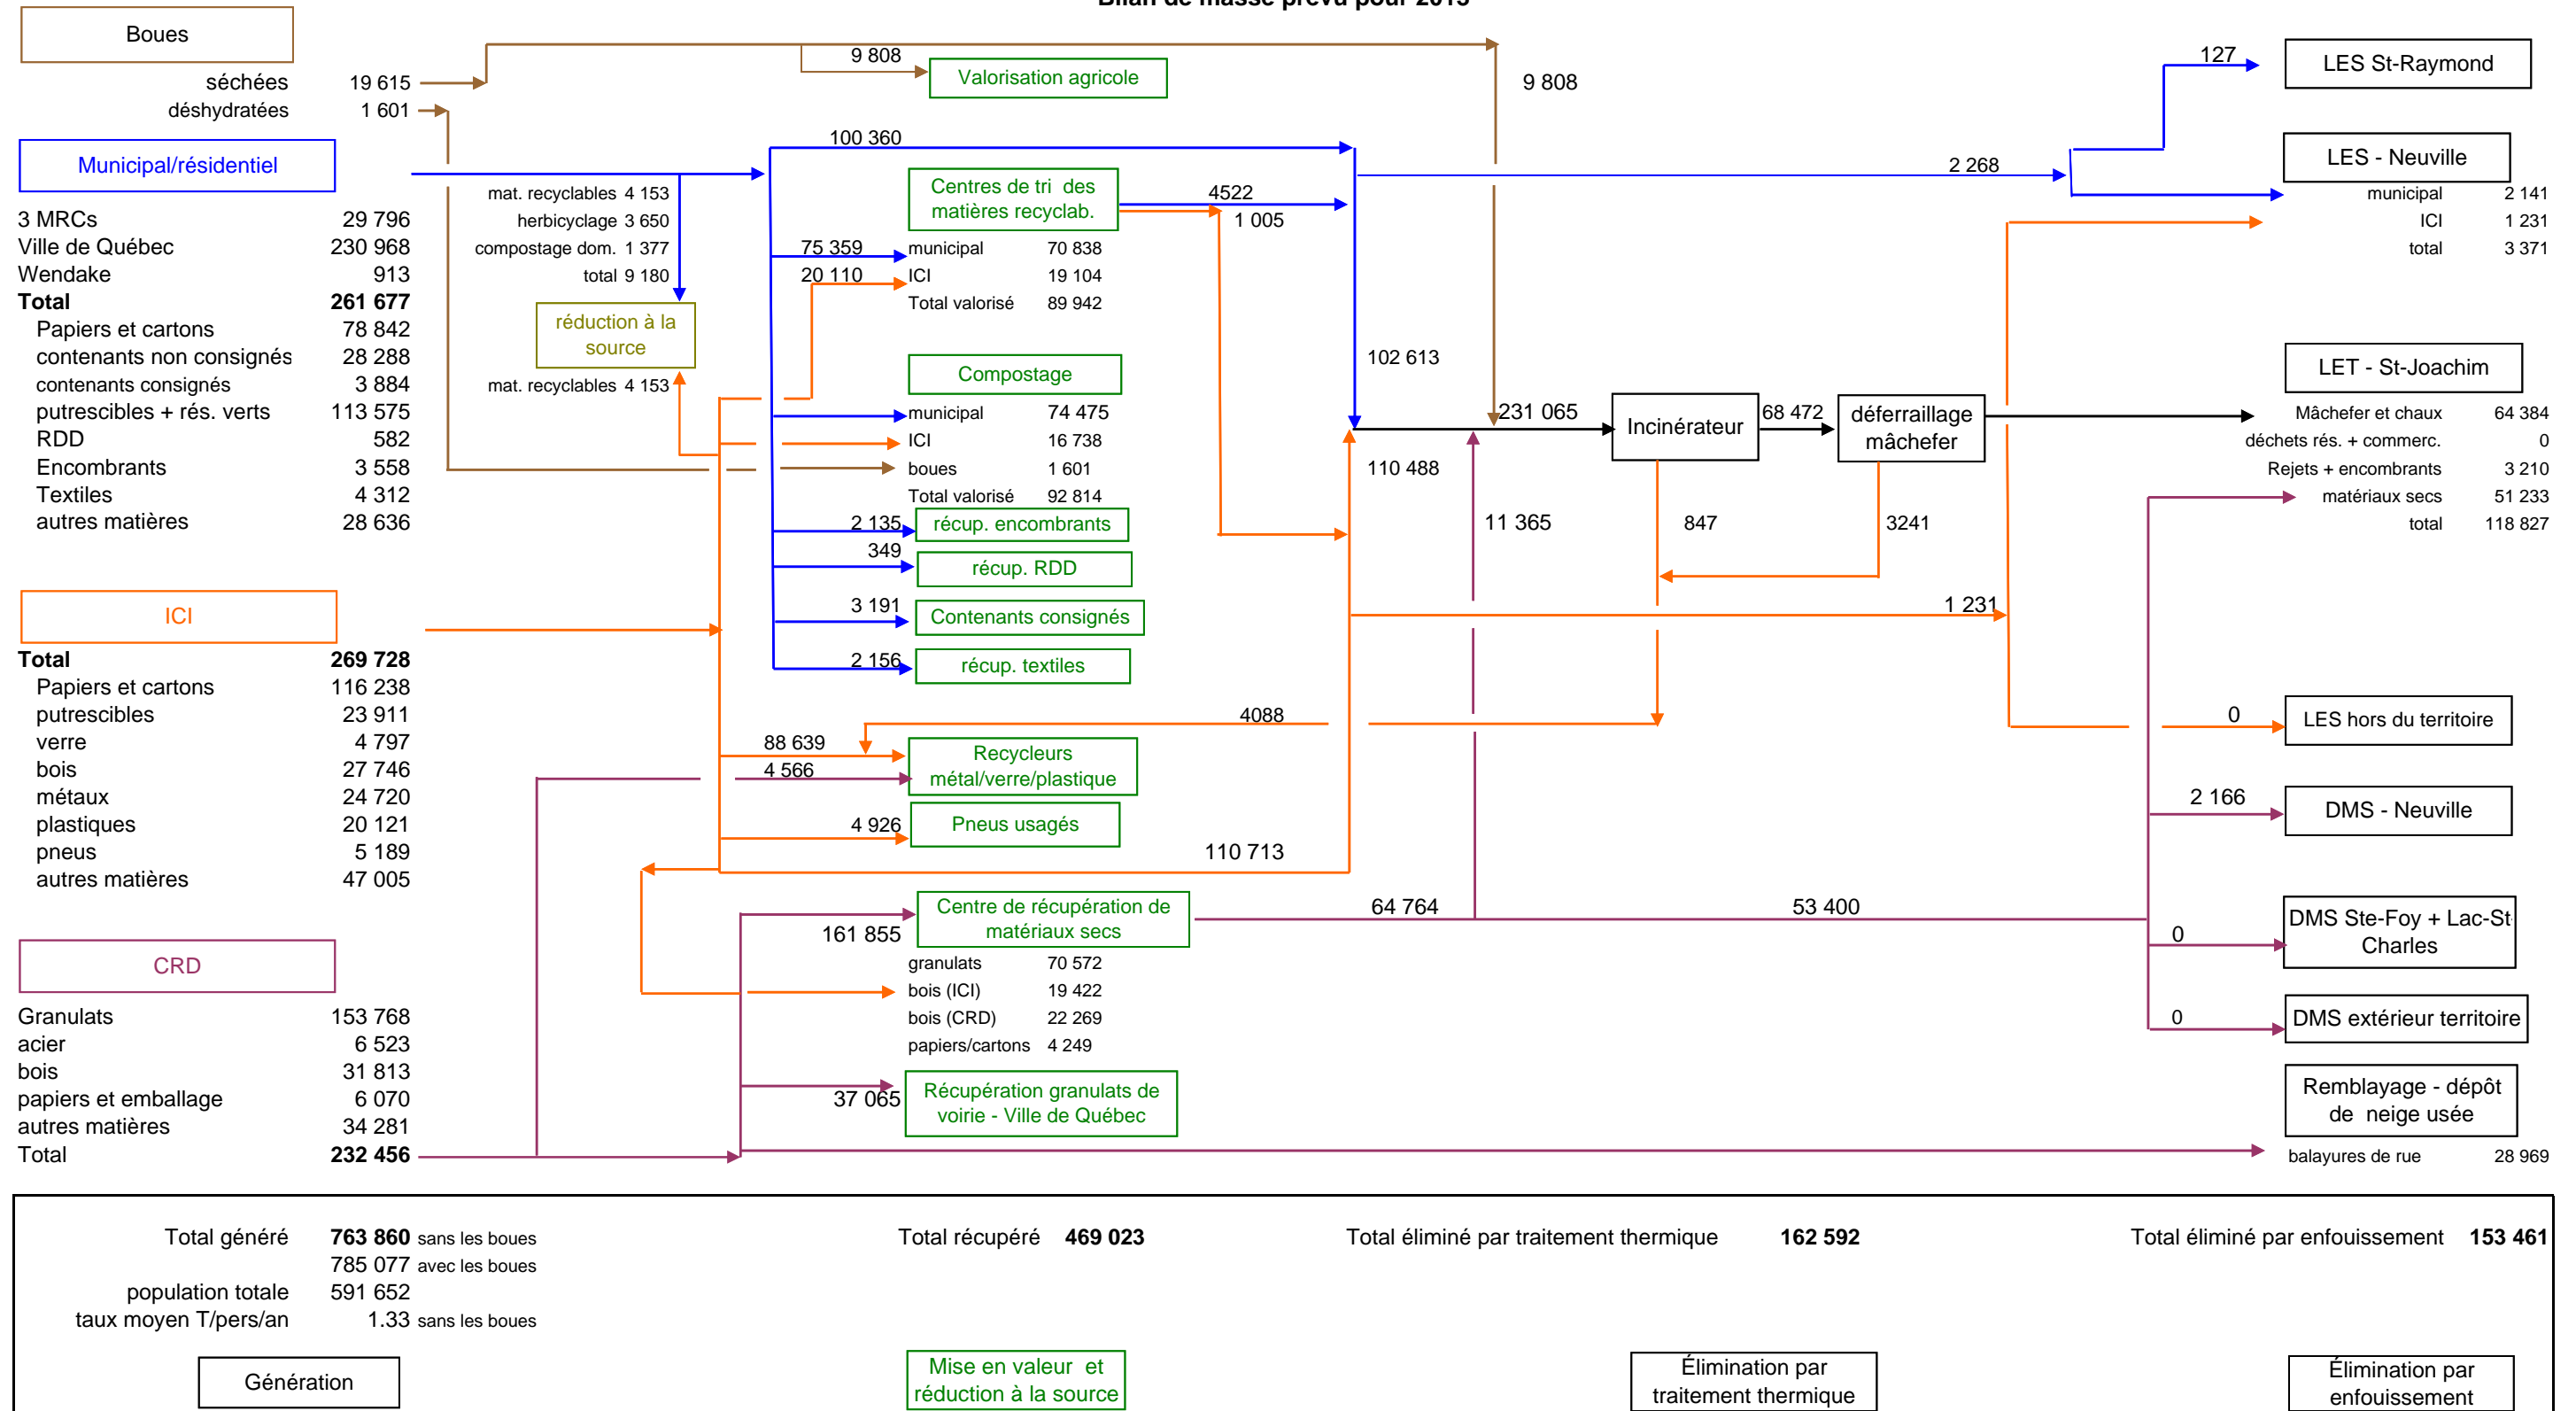 Bilan de masse prévu pour 2013
Boues
séchées 19 615
déshydratées 1 601
9 808
Valorisation agricole
9 808
127
LES St-Raymond
Municipal/résidentiel
3 MRCs 29 796
Ville de Québec 230 968
Wendake 913
Total 261 677
Papiers et cartons 78 842
contenants non consignés 28 288
contenants consignés 3 884
putrescibles + rés. verts 113 575
RDD 582
Encombrants 3 558
Textiles 4 312
autres matières 28 636
mat. recyclables 4 153
herbicyclage 3 650
compostage dom. 1 377
total 9 180
réduction à la
source
mat. recyclables 4 153
100 360
Centres de tri des
matières recyclab.
4522
1 005
75 359
municipal 70 838
20 110
ICI 19 104
Total valorisé 89 942
Compostage
municipal 74 475
ICI 16 738
boues 1 601
Total valorisé 92 814
2 135
récup. encombrants
349
récup. RDD
3 191
Contenants consignés
2 156
récup. textiles
102 613
110 488
231 065
Incinérateur
68 472
déferraillage
mâchefer
11 365
847
3241
2 268
LES - Neuville
municipal 2 141
ICI 1 231
total 3 371
LET - St-Joachim
Mâchefer et chaux 64 384
déchets rés. + commerc. 0
Rejets + encombrants 3 210
matériaux secs 51 233
total 118 827
ICI
Total 269 728
Papiers et cartons 116 238
putrescibles 23 911
verre 4 797
bois 27 746
métaux 24 720
plastiques 20 121
pneus 5 189
autres matières 47 005
1 231
4088
88 639
4 566
Recycleurs
métal/verre/plastique
4 926
Pneus usagés
110 713
0
LES hors du territoire
2 166
DMS - Neuville
CRD
Granulats 153 768
acier 6 523
bois 31 813
papiers et emballage 6 070
autres matières 34 281
Total 232 456
161 855
Centre de récupération de
matériaux secs
64 764
53 400
granulats 70 572
bois (ICI) 19 422
bois (CRD) 22 269
papiers/cartons 4 249
37 065
Récupération granulats de
voirie - Ville de Québec
0
DMS Ste-Foy + Lac-St
Charles
0
DMS extérieur territoire
Remblayage - dépôt
de neige usée
balayures de rue 28 969
Total généré 763 860 sans les boues
785 077 avec les boues
population totale 591 652
taux moyen T/pers/an 1.33 sans les boues
Total récupéré 469 023
Total éliminé par traitement thermique 162 592
Total éliminé par enfouissement 153 461
Génération
Mise en valeur et
réduction à la source
Élimination par
traitement thermique
Élimination par
enfouissement